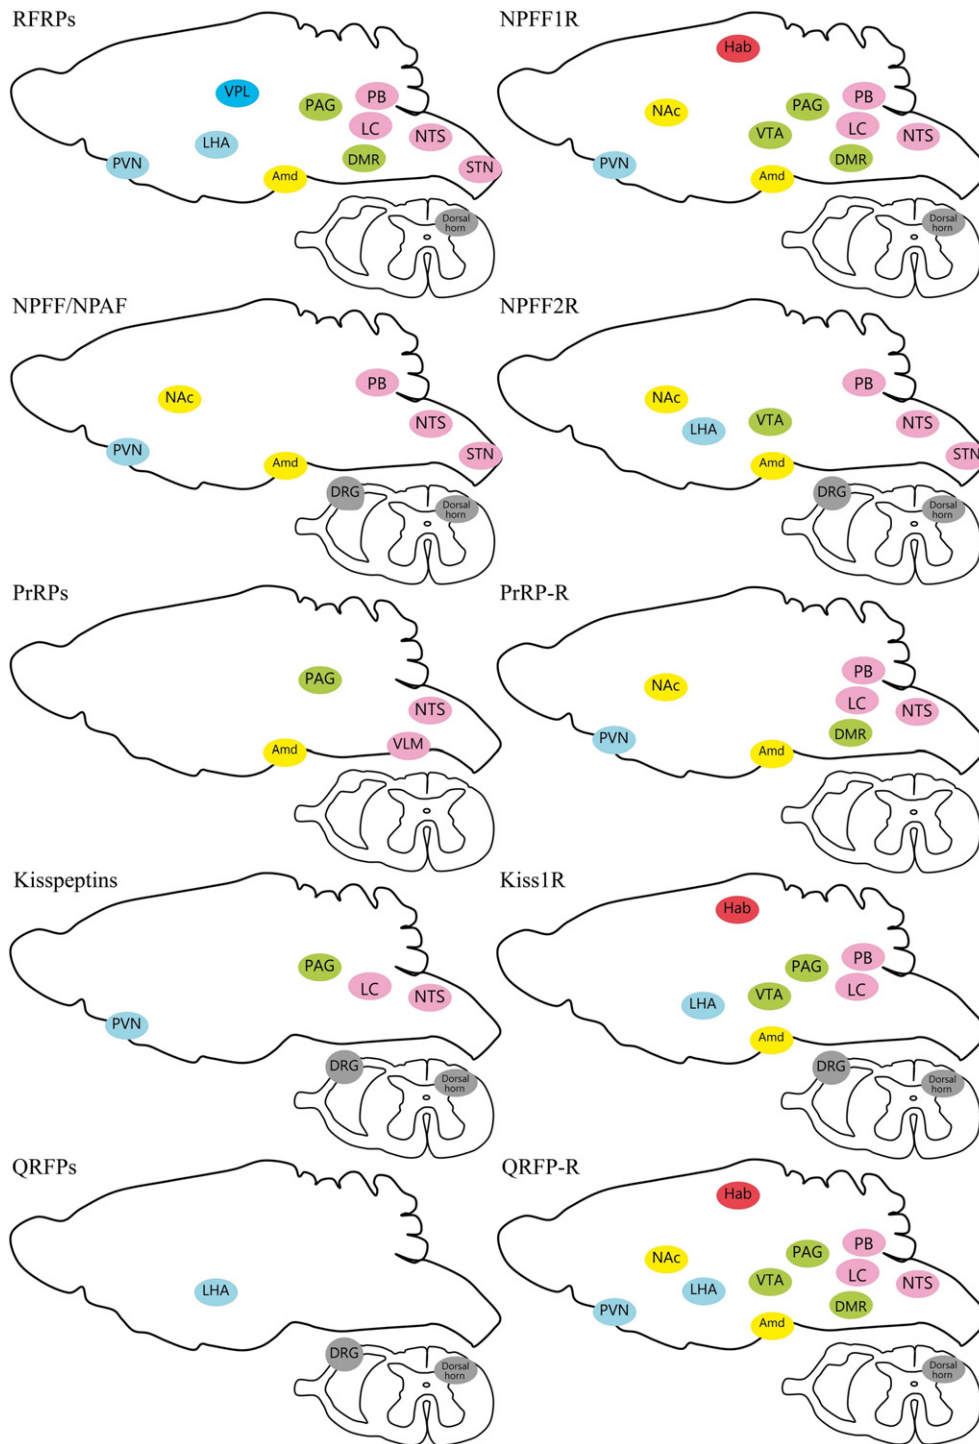 RFRPs
VPL
PAG
PB
LC
NTS
LHA
DMR
PVN
Amd
STN
Dorsal
horn
NPFF1R
Hab
NAc
PAG
PB
VTA
LC
NTS
PVN
DMR
Amd
Dorsal
horn
NPFF/NPAF
PB
NAc
NTS
PVN
Amd
STN
DRG
Dorsal
horn
NPFF2R
PB
NAc
LHA
VTA
NTS
Amd
STN
DRG
Dorsal
horn
PrRPs
PAG
NTS
Amd
VLM
PrRP-R
PB
NAc
LC
NTS
PVN
DMR
Amd
Kisspeptins
PAG
LC
NTS
PVN
DRG
Dorsal
horn
Kiss1R
Hab
PAG
PB
LHA
VTA
LC
Amd
DRG
Dorsal
horn
QRFPs
LHA
DRG
QRFP-R
Hab
NAc
PAG
PB
LHA
VTA
LC
NTS
PVN
DMR
Amd
Dorsal
horn